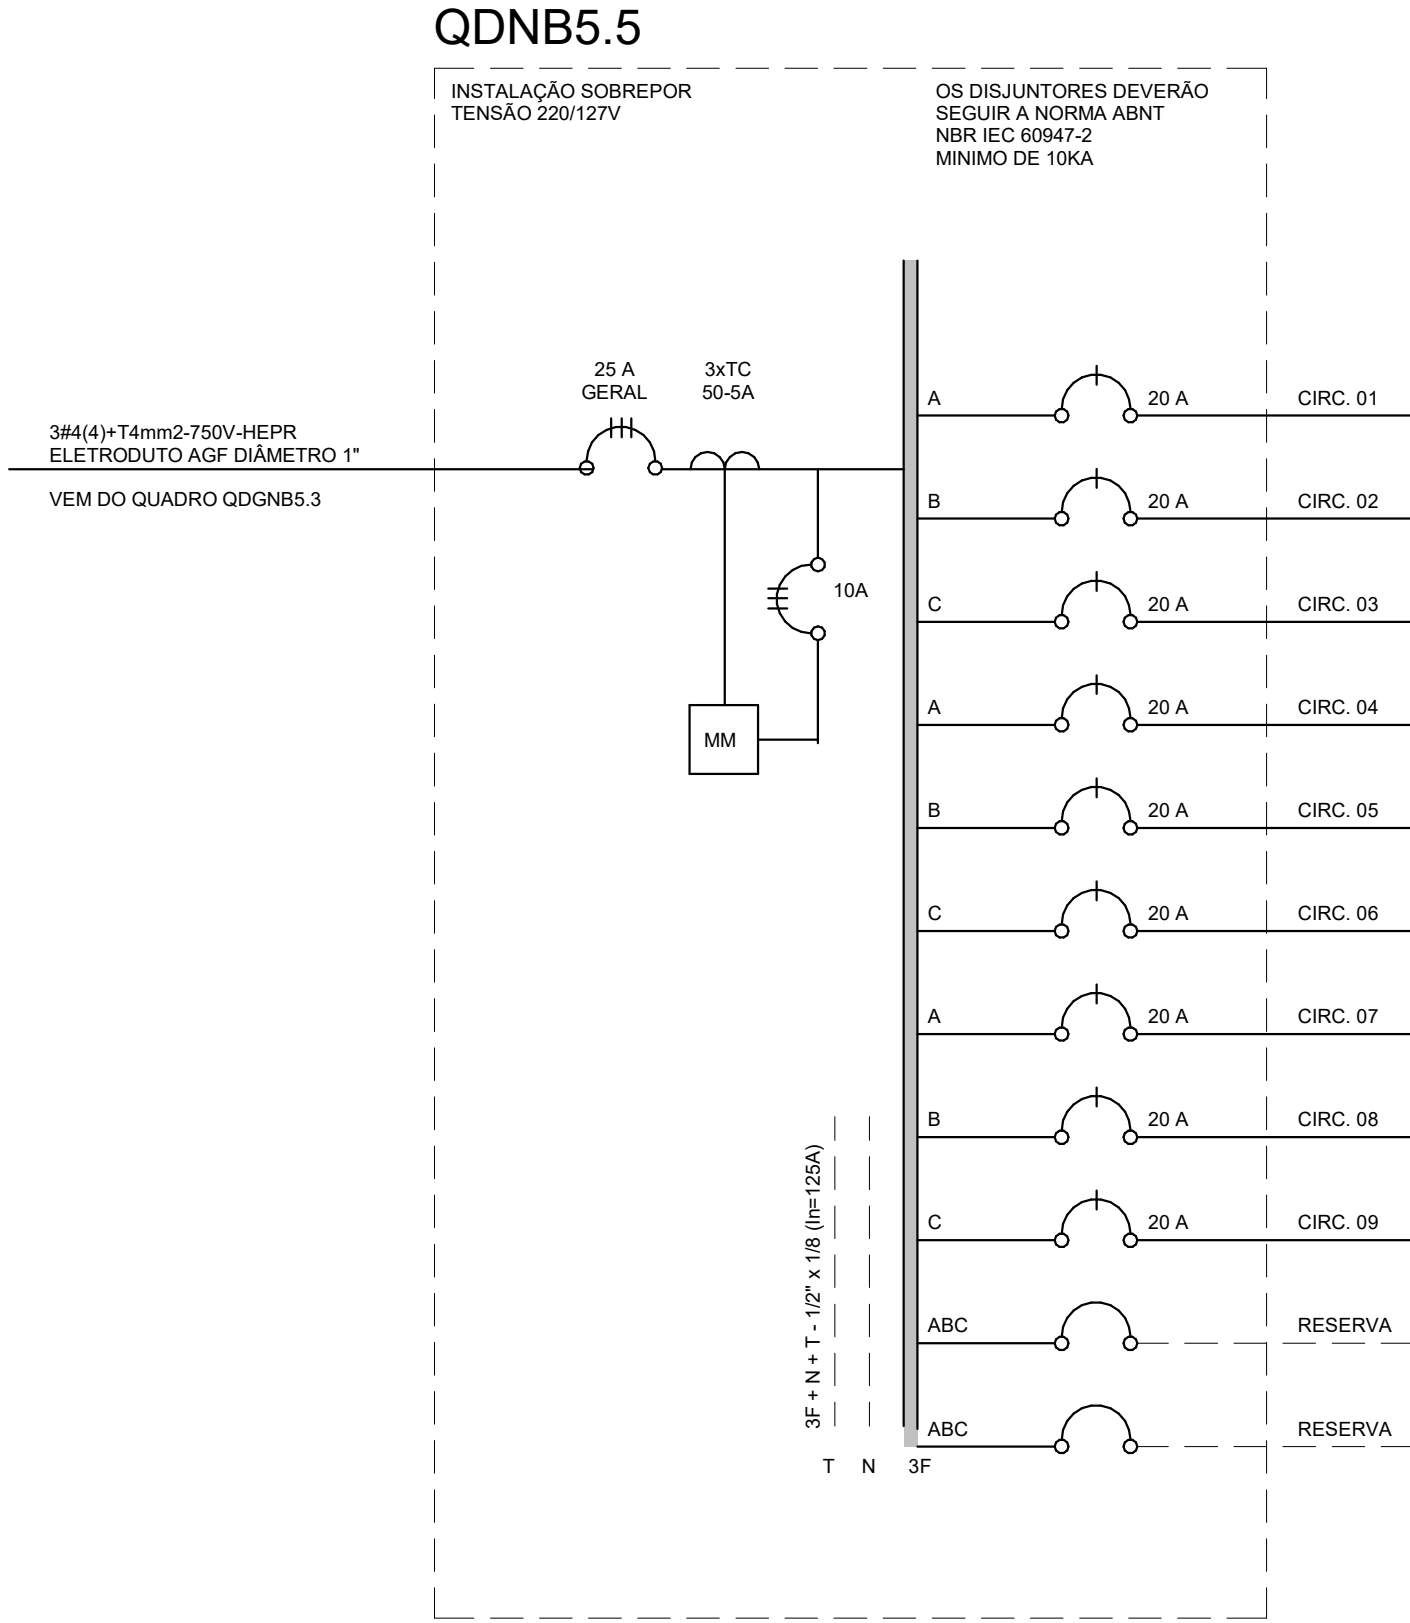 QDNB5.5
INSTALAÇÃO SOBREPOR
TENSÃO 220/127V
OS DISJUNTORES DEVERÃO
SEGUIR A NORMA ABNT
NBR IEC 60947-2
MINIMO DE 10KA
25 A
GERAL
3xTC
50-5A
3#4(4)+T4mm2-750V-HEPR
ELETRODUTO AGF DIÂMETRO 1"
VEM DO QUADRO QDGNB5.3
10A
MM
A 20 A CIRC. 01
B 20 A CIRC. 02
C 20 A CIRC. 03
A 20 A CIRC. 04
B 20 A CIRC. 05
C 20 A CIRC. 06
A 20 A CIRC. 07
B 20 A CIRC. 08
C 20 A CIRC. 09
ABC RESERVA
ABC RESERVA
3F + N + T - 1/2" x 1/8 (In=125A)
T N 3F